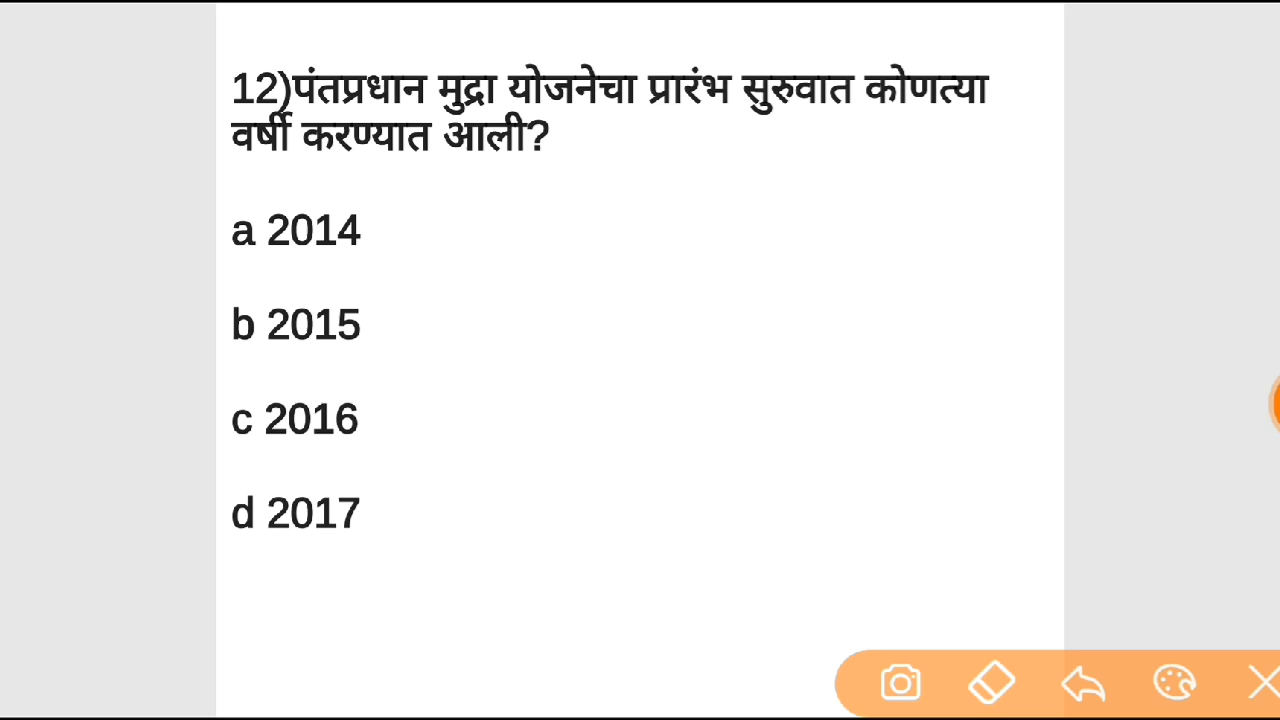 12)पंतप्रधान मुद्रा योजनेचा प्रारंभ सुरुवात कोणत्या
वर्षी करण्यात आली?
a 2014
b 2015
c 2016
d 2017